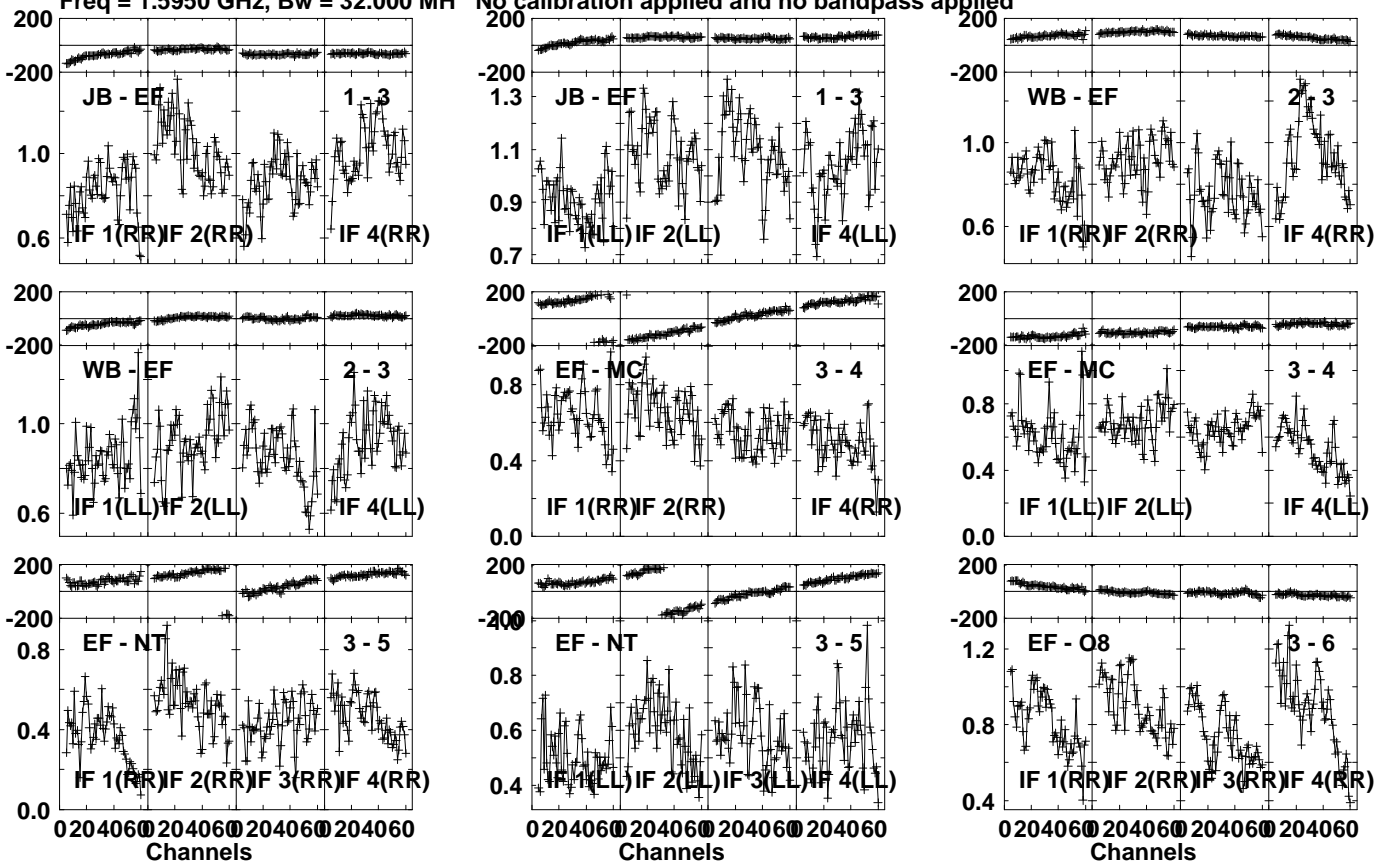 Freq = 1.5950 GHz, Bw = 32.000 MH No calibration applied and no bandpass applied
200
-200
JB - EF 1 - 3
1.0
0.6
IF 1(RR) IF 2(RR) IF 4(RR)
-200
JB - EF 1 - 3
1.3
1.1
0.9
0.7
IF 1(LL) IF 2(LL) IF 4(LL)
200
-200
WB - EF 2 - 3
1.0
0.6
IF 1(RR) IF 2(RR) IF 4(RR)
200
-200
WB - EF 2 - 3
1.0
0.6
IF 1(LL) IF 2(LL) IF 4(LL)
200
-200
EF - MC 3 - 4
0.8
0.4
0.0
IF 1(RR) IF 2(RR) IF 4(RR)
200
-200
EF - MC 3 - 4
0.8
0.4
0.0
IF 1(LL) IF 2(LL) IF 4(LL)
200
-200
EF - NT 3 - 5
0.8
0.4
0.0
IF 1(RR) IF 2(RR) IF 3(RR) IF 4(RR)
0 20 40 60 0 20 40 60 0 20 40 60 0 20 40 60
Channels
200
-200
1.0
EF - NT 3 - 5
0.8
0.6
0.4
IF 1(LL) IF 2(LL) IF 3(LL) IF 4(LL)
0 20 40 60 0 20 40 60 0 20 40 60 0 20 40 60
Channels
200
-200
EF - O8 3 - 6
1.2
0.8
0.4
IF 1(RR) IF 2(RR) IF 3(RR) IF 4(RR)
0 20 40 60 0 20 40 60 0 20 40 60 0 20 40 60
Channels